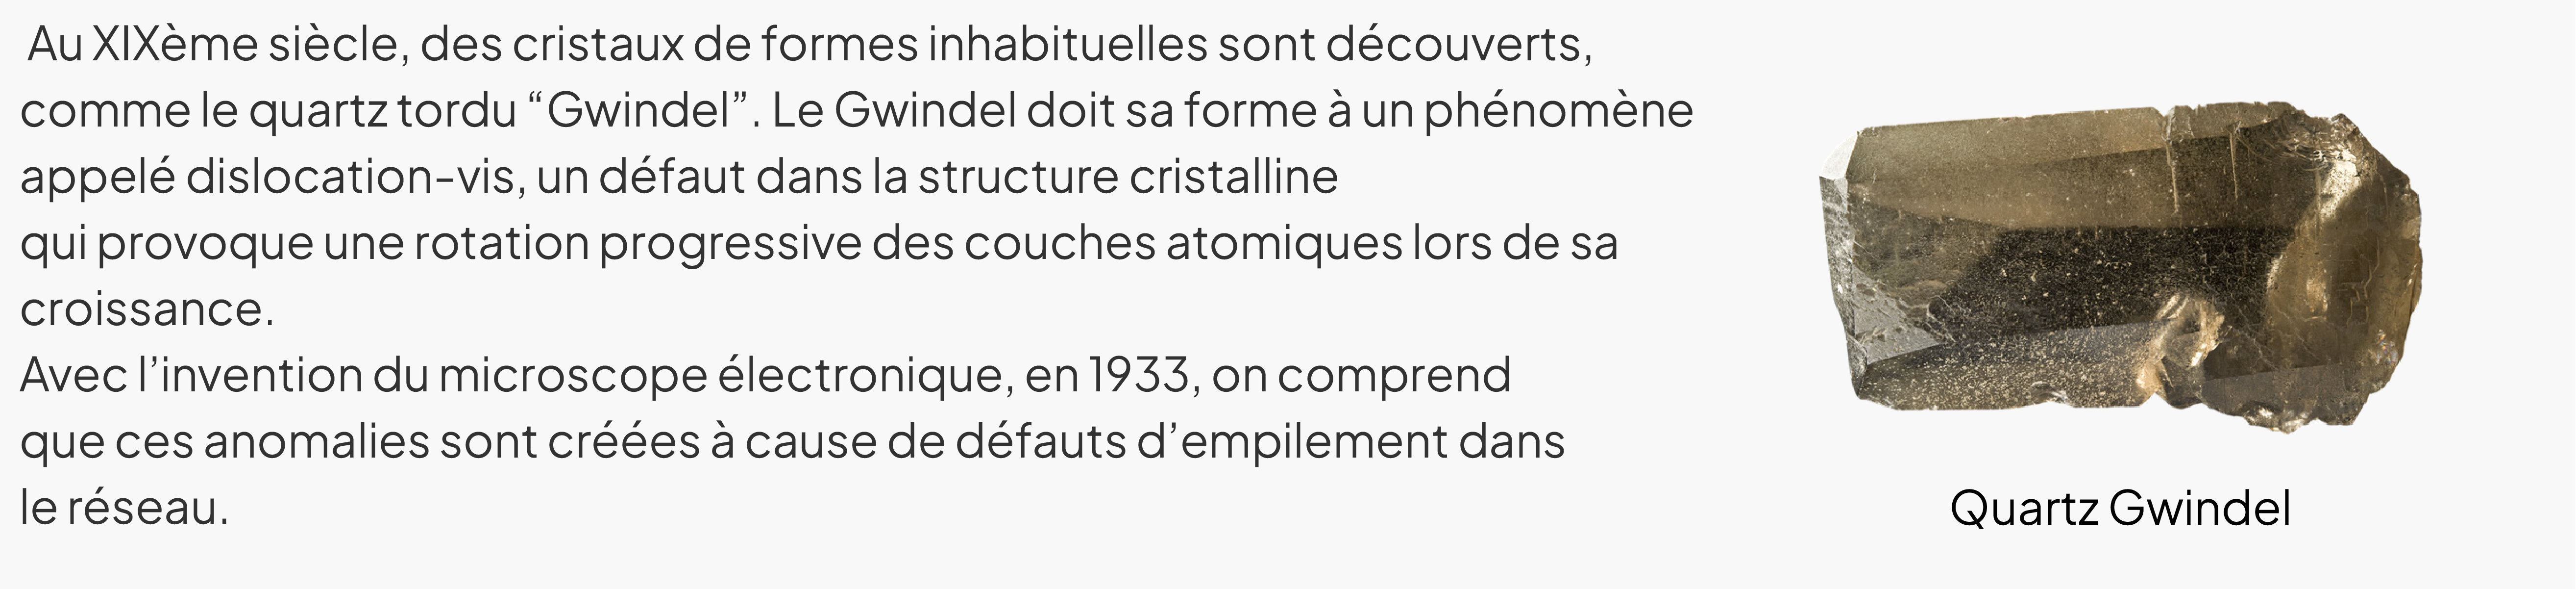 Au XIXème siècle, des cristaux de formes inhabituelles sont découverts,
comme le quartz tordu “Gwindel”. Le Gwindel doit sa forme à un phénomène
appelé dislocation-vis, un défaut dans la structure cristalline
qui provoque une rotation progressive des couches atomiques lors de sa
croissance.
Avec l’invention du microscope électronique, en 1933, on comprend
que ces anomalies sont créées à cause de défauts d’empilement dans
le réseau.
Quartz Gwindel